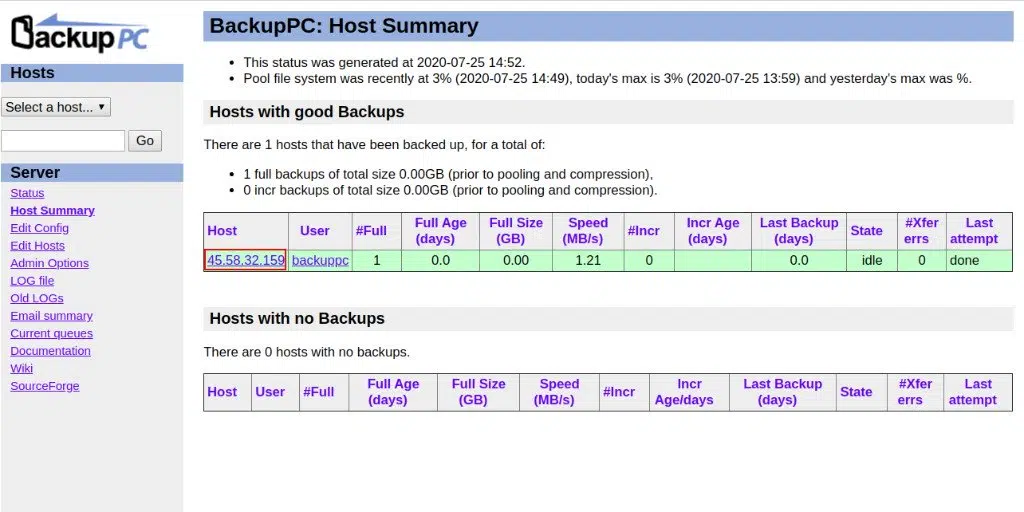 BackupPC
Hosts
Select a host...
Go
Server
Status
Host Summary
Edit Config
Edit Hosts
Admin Options
LOG file
Old LOGs
Email summary
Current queues
Documentation
Wiki
SourceForge
BackupPC: Host Summary
This status was generated at 2020-07-25 14:52.
Pool file system was recently at 3% (2020-07-25 14:49), today's max is 3% (2020-07-25 13:59) and yesterday's max was %.
Hosts with good Backups
There are 1 hosts that have been backed up, for a total of:
1 full backups of total size 0.00GB (prior to pooling and compression),
0 incr backups of total size 0.00GB (prior to pooling and compression).
Host User #Full Full Age (days) Full Size (GB) Speed (MB/s) #Incr Incr Age (days) Last Backup (days) State #Xfer errs Last attempt
45.58.32.159 backuppc 1 0.0 0.00 1.21 0 0.0 idle 0 done
Hosts with no Backups
There are 0 hosts with no backups.
Host User #Full Full Age (days) Full Size (GB) Speed (MB/s) #Incr Incr Age/days Last Backup (days) State #Xfer errs Last attempt